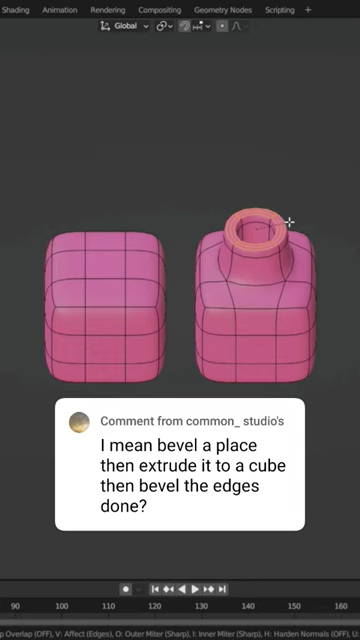 Shading Animation Rendering Compositing Geometry Nodes Scripting +
Global
Comment from common_ studio's
I mean bevel a place
then extrude it to a cube
then bevel the edges
done?
90 100 110 120 130 140 150 160
p Overlap (OFF), V: Affect (Edges), O: Outer Miter (Sharp), I: Inner Miter (Sharp), H: Harden Normals (OFF), U: